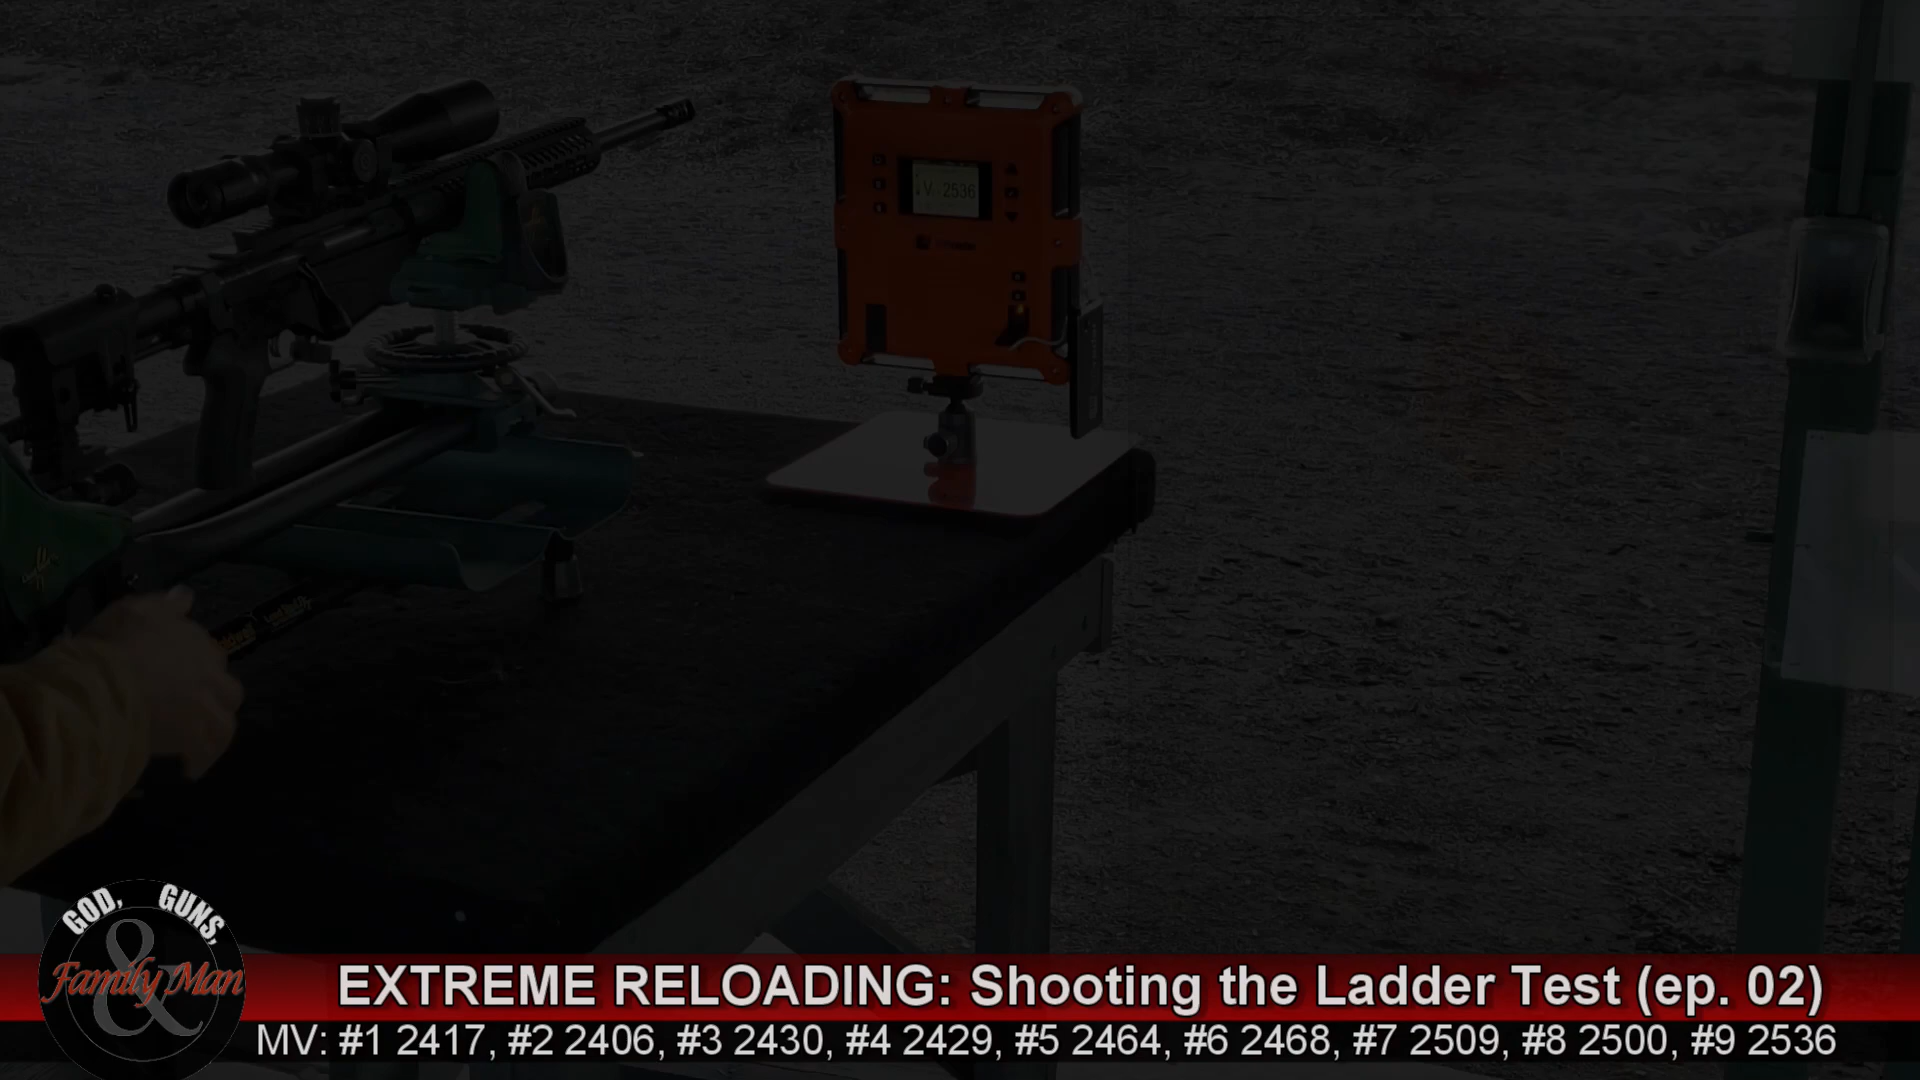 V 2536
GOD, GUNS,
& Family Man
EXTREME RELOADING: Shooting the Ladder Test (ep. 02)
MV: #1 2417, #2 2406, #3 2430, #4 2429, #5 2464, #6 2468, #7 2509, #8 2500, #9 2536